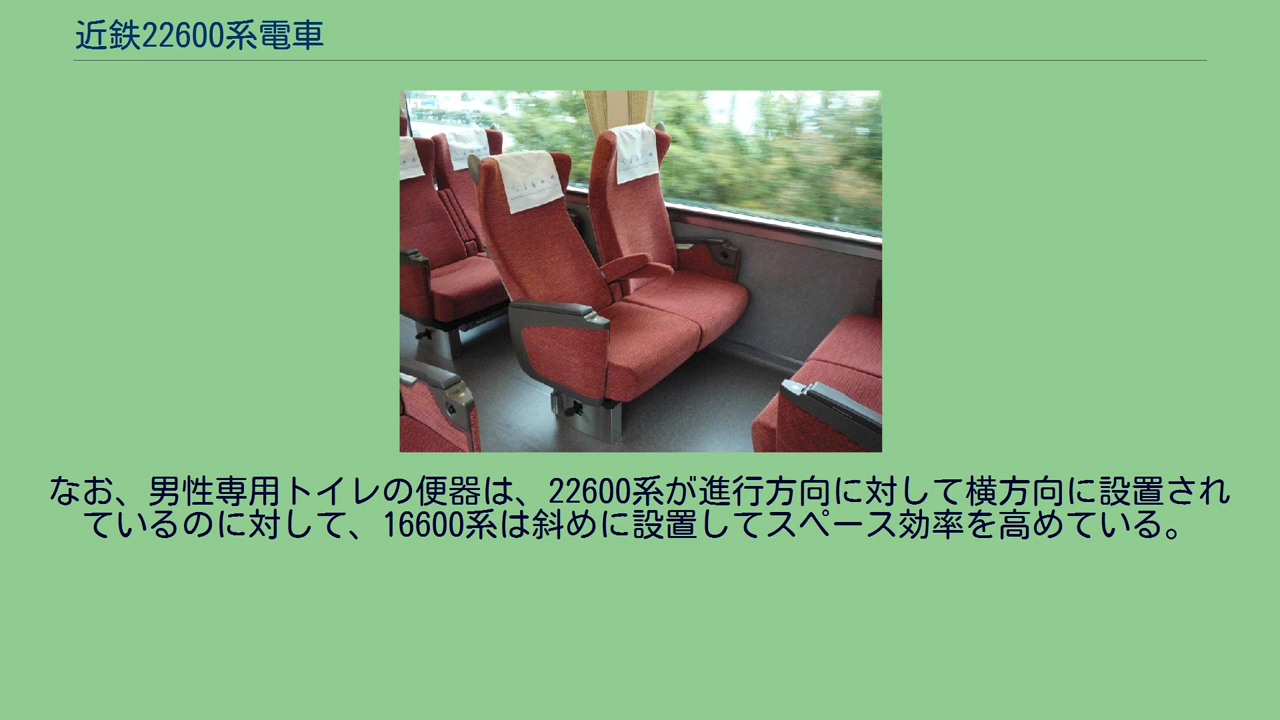 近鉄22600系電車
なお、男性専用トイレの便器は、22600系が進行方向に対して横方向に設置され
ているのに対して、16600系は斜めに設置してスペース効率を高めている。